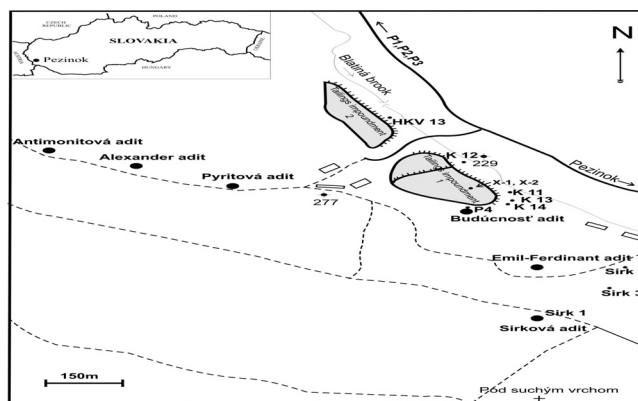 POLAND
CZECH
REPUBLIC
SLOVAKIA
AUSTRIA
Pezinok
UKRAINE
HUNGARY
P1,P2,P3
N
Blatina brook
Tailings impoundment
2
HKV 13
Antimonitová adit
Alexander adit
Pyritová adit
277
K 12
229
Tailings impoundment
1
X-1, X-2
K 11
K 13
K 14
P4
Budúcnosť adit
Pezinok
Emil-Ferdinant adit
Sirk
Sirk 3
Sirk 1
Sirková adit
150m
Pod suchým vrchom